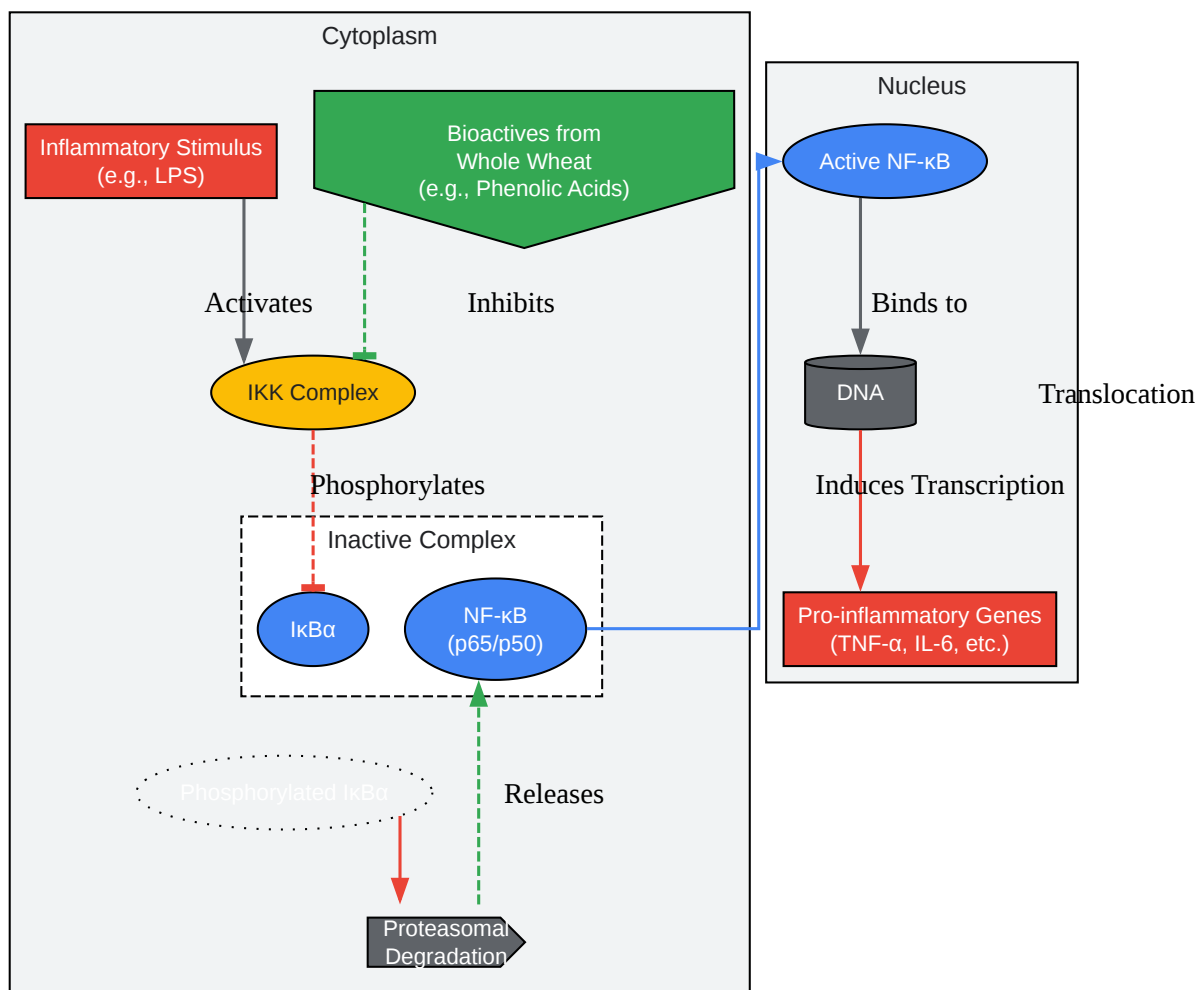 Cytoplasm
Nucleus
Inflammatory Stimulus
(e.g., LPS)
Bioactives from
Whole Wheat
(e.g., Phenolic Acids)
Active NF-κB
Activates
Inhibits
Binds to
IKK Complex
DNA
Translocation
Phosphorylates
Induces Transcription
Inactive Complex
IκBα
NF-κB
(p65/p50)
Pro-inflammatory Genes
(TNF-α, IL-6, etc.)
Phosphorylated IκBα
Releases
Proteasomal
Degradation